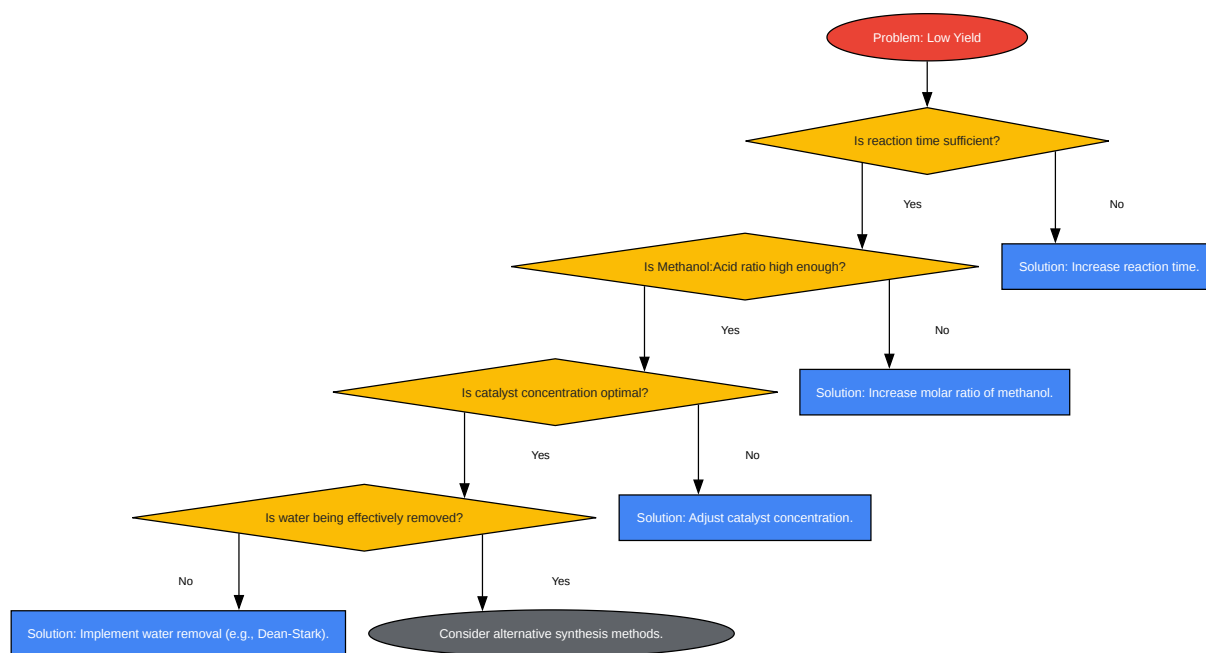 Problem: Low Yield
Is reaction time sufficient?
Yes
No
Is Methanol:Acid ratio high enough?
Solution: Increase reaction time.
Yes
No
Is catalyst concentration optimal?
Solution: Increase molar ratio of methanol.
Yes
No
Is water being effectively removed?
Solution: Adjust catalyst concentration.
No
Yes
Solution: Implement water removal (e.g., Dean-Stark).
Consider alternative synthesis methods.